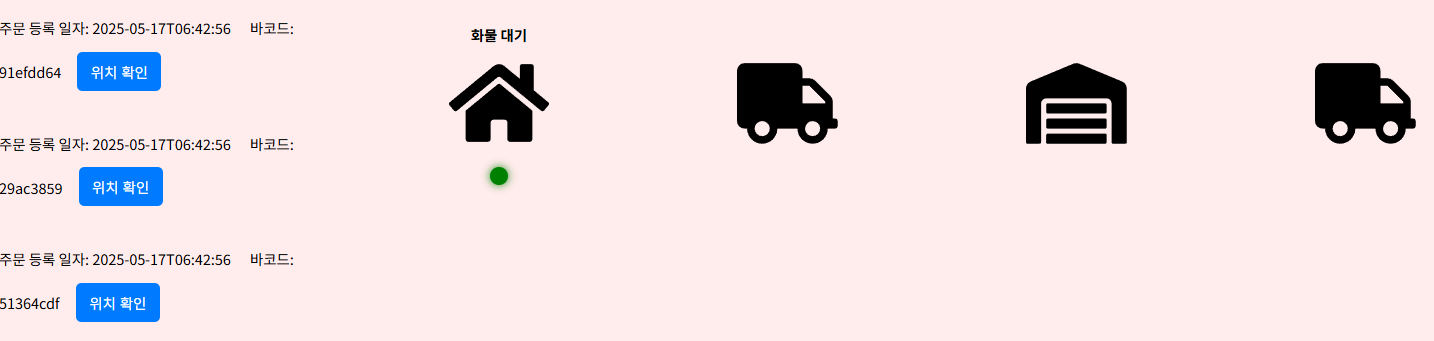 주문 등록 일자: 2025-05-17T06:42:56 바코드:
91efdd64 위치 확인
주문 등록 일자: 2025-05-17T06:42:56 바코드:
29ac3859 위치 확인
주문 등록 일자: 2025-05-17T06:42:56 바코드:
51364cdf 위치 확인
화물 대기